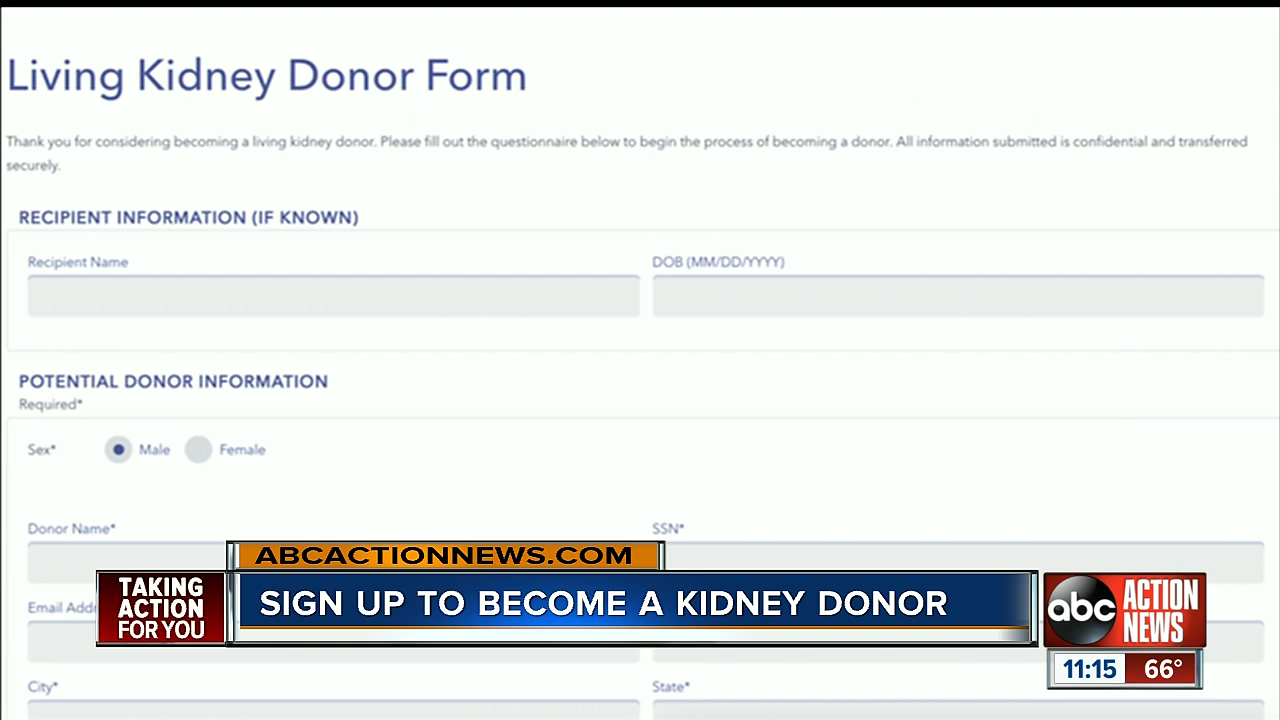 Living Kidney Donor Form
Thank you for considering becoming a living kidney donor. Please fill out the questionnaire below to begin the process of becoming a donor. All information submitted is confidential and transferred
securely.
RECIPIENT INFORMATION (IF KNOWN)
Recipient Name DOB (MM/DD/YYYY)
POTENTIAL DONOR INFORMATION
Required*
Sex* Male Female
Donor Name* SSN*
ABCACTIONNEWS.COM
TAKING
ACTION
FOR YOU
SIGN UP TO BECOME A KIDNEY DONOR
abc ACTION
NEWS
Email Addr
11:15 66°
City* State*